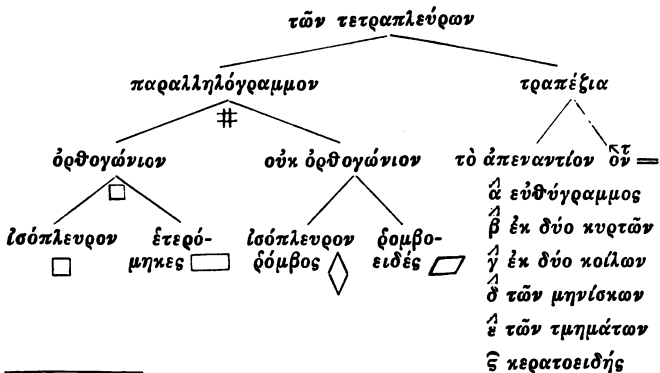 τῶν τετραπλεύρων
παραλληλόγραμμον
τραπέζια
ὀρθογώνιον
οὐκ ὀρθογώνιον
τὸ ἀπεναντίον
ἰσόπλευρον
ἑτερό-
μηκες
ἰσόπλευρον
ῥόμβος
ῥομβο-
ειδές
α εὐθύγραμμος
β ἐκ δύο κυρτῶν
γ ἐκ δύο κοίλων
δ τῶν μηνίσκων
ε τῶν τμημάτων
ξ κερατοειδής